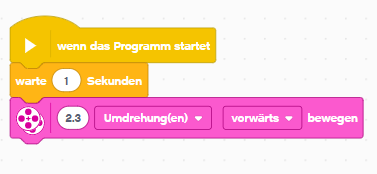 wenn das Programm startet
warte 1 Sekunden
2.3 Umdrehung(en) vorwärts bewegen